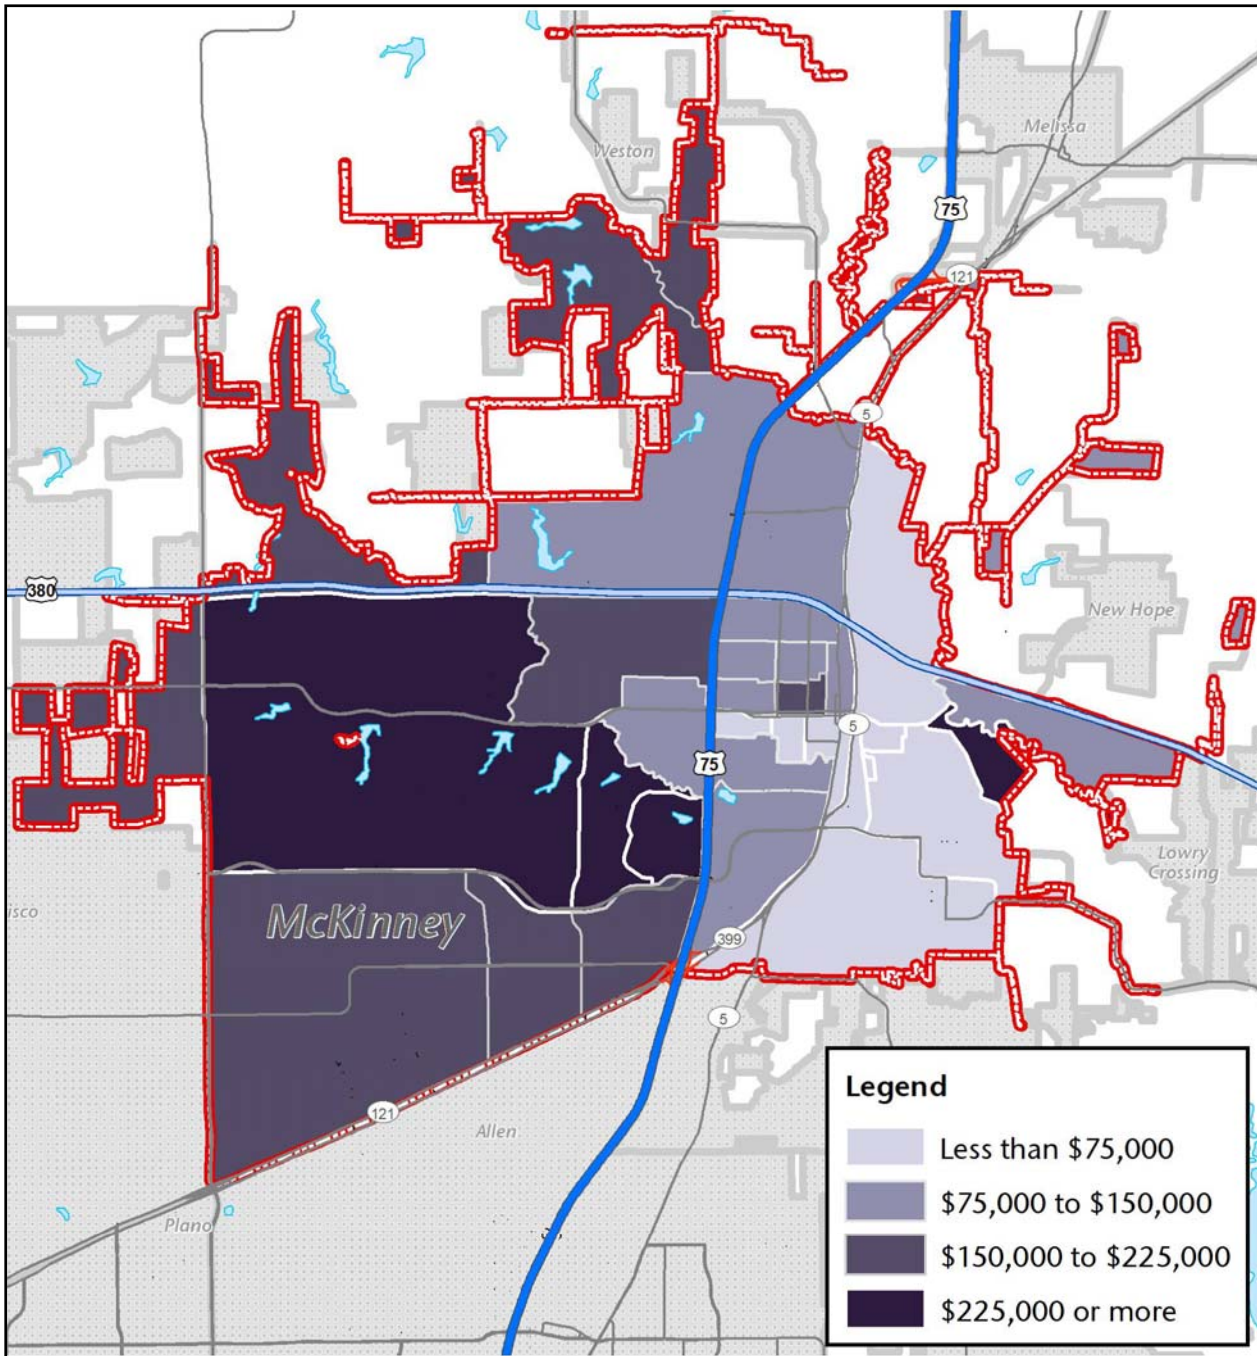 Weston
Melissa
75
121
5
380
New Hope
5
75
Lowry
Crossing
isco
McKinney
399
5
121
Allen
Plano
Legend
Less than $75,000
$75,000 to $150,000
$150,000 to $225,000
$225,000 or more